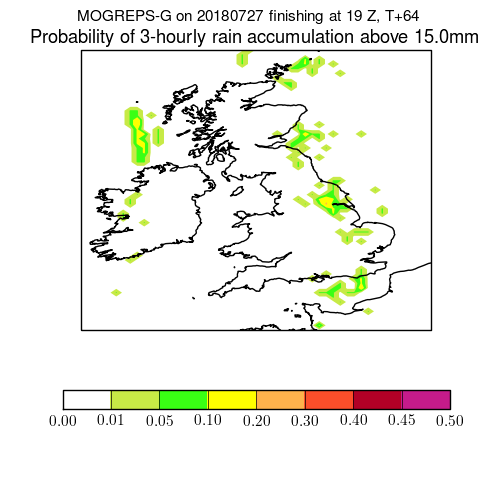 MOGREPS-G on 20180727 finishing at 19 Z, T+64
Probability of 3-hourly rain accumulation above 15.0mm
0.00 0.01 0.05 0.10 0.20 0.30 0.40 0.45 0.50